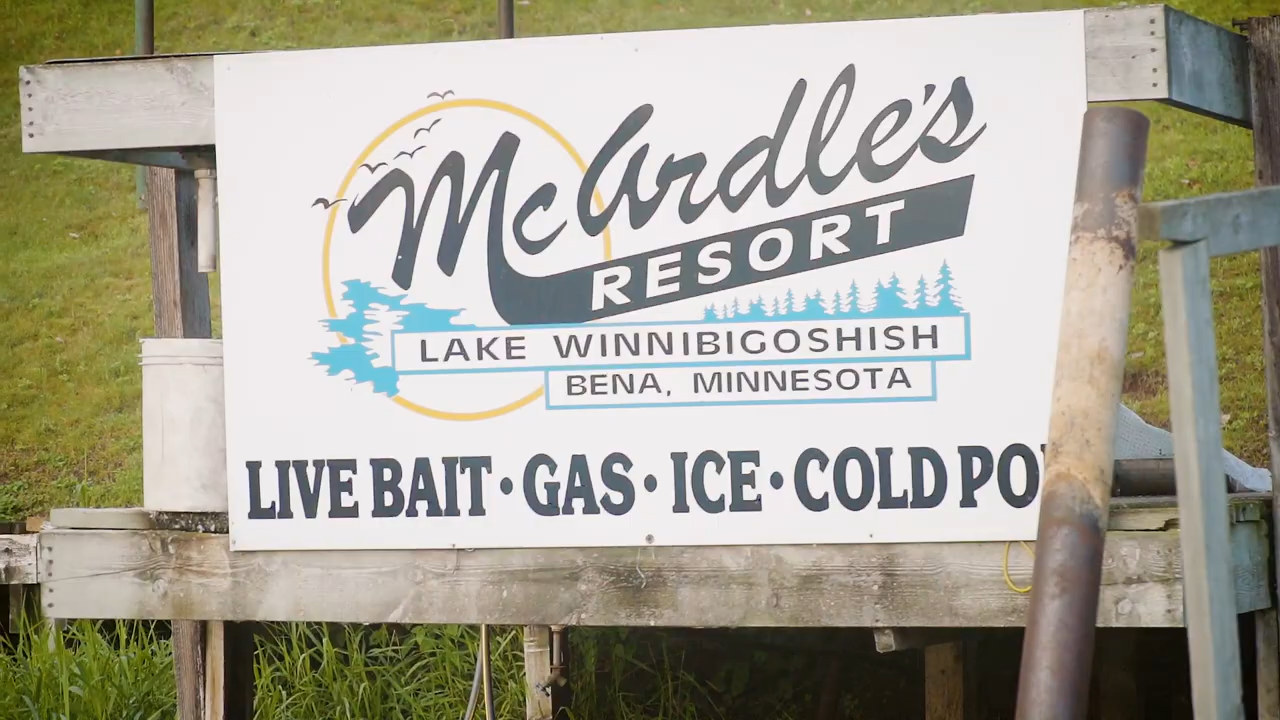 McArdle's
RESORT
LAKE WINNIBIGOSHISH
BENA, MINNESOTA
LIVE BAIT · GAS · ICE · COLD PO